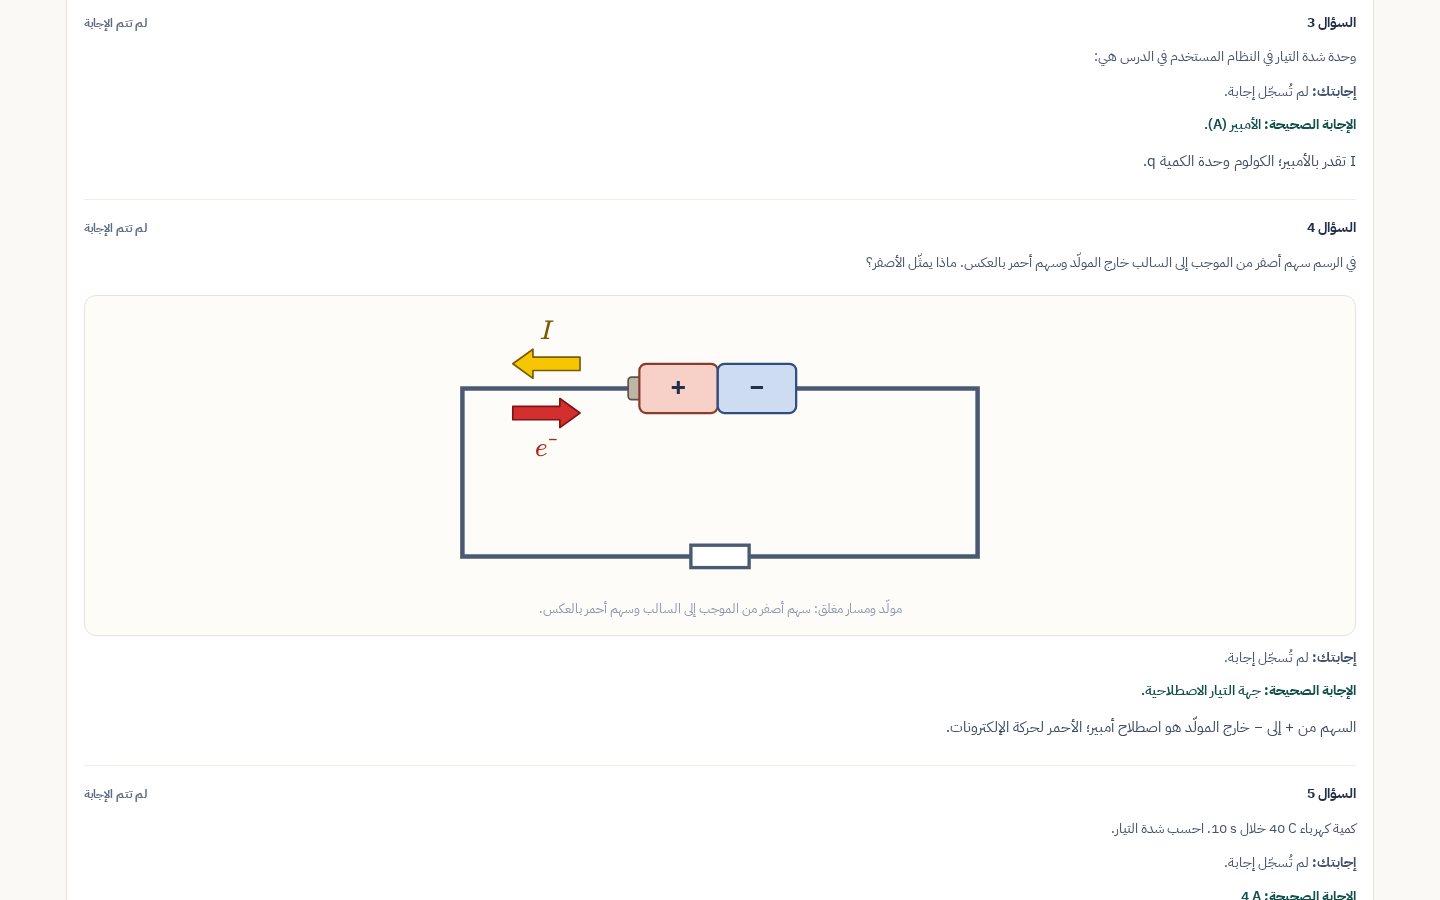 السؤال 3
لم تتم الإجابة
وحدة شدة التيار في النظام المستخدم في الدرس هي:
إجابتك: لم تُسجّل إجابة.
الإجابة الصحيحة: الأمبير (A).
I تقدر بالأمبير؛ الكولوم وحدة الكمية q.
السؤال 4
لم تتم الإجابة
في الرسم سهم أصفر من الموجب إلى السالب خارج المولّد وسهم أحمر بالعكس. ماذا يمثّل الأصفر؟
I
+ −
e⁻
مولّد ومسار مغلق: سهم أصفر من الموجب إلى السالب وسهم أحمر بالعكس.
إجابتك: لم تُسجّل إجابة.
الإجابة الصحيحة: جهة التيار الاصطلاحية.
السهم من + إلى − خارج المولّد هو اصطلاح أمبير؛ الأحمر لحركة الإلكترونات.
السؤال 5
لم تتم الإجابة
كمية كهرباء 40 C خلال 10 s. احسب شدة التيار.
إجابتك: لم تُسجّل إجابة.
الإجابة الصحيحة: 4 A